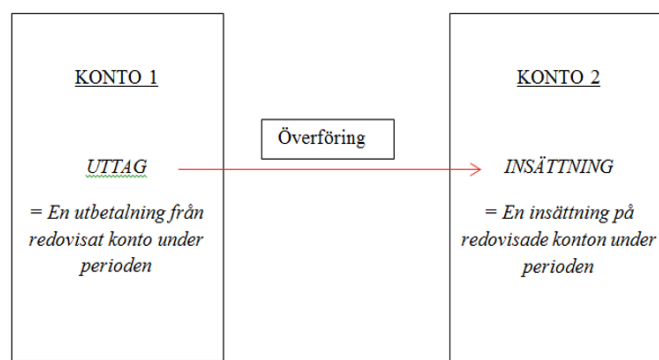 KONTO 1
UTTAG
= En utbetalning från
redovisat konto under
perioden
Överföring
KONTO 2
INSÄTTNING
= En insättning på
redovisade konton under
perioden